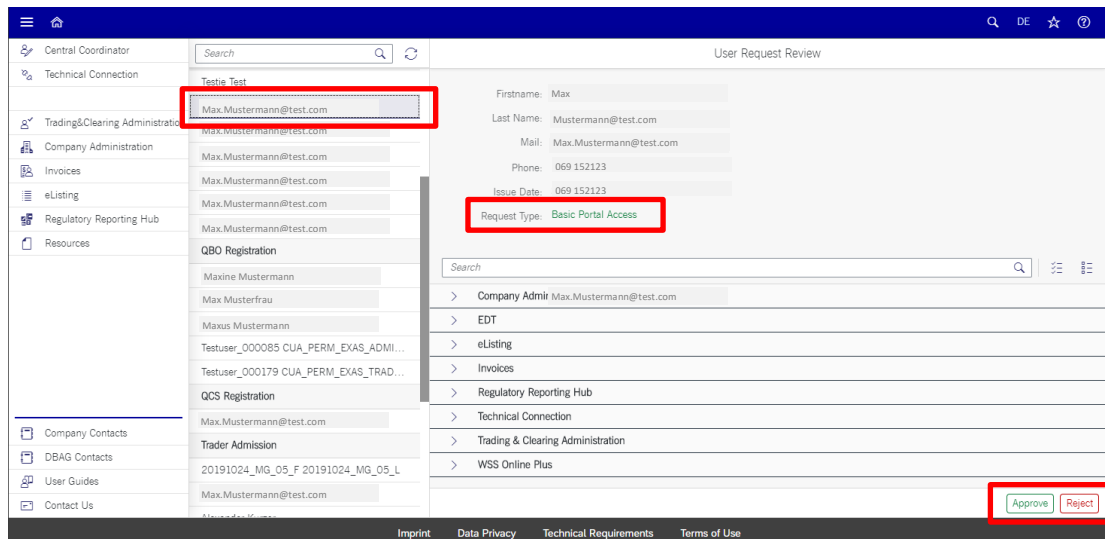 DE
Central Coordinator
Technical Connection
Trading&Clearing Administratio
Company Administration
Invoices
eListing
Regulatory Reporting Hub
Resources
Company Contacts
DBAG Contacts
User Guides
Contact Us
Search
Testie Test
Max.Mustermann@test.com
Max.Mustermann@test.com
Max.Mustermann@test.com
Max.Mustermann@test.com
Max.Mustermann@test.com
Max.Mustermann@test.com
QBO Registration
Maxine Mustermann
Max Musterfrau
Maxus Mustermann
Testuser_000085 CUA_PERM_EXAS_ADMI...
Testuser_000179 CUA_PERM_EXAS_TRAD...
QCS Registration
Max.Mustermann@test.com
Trader Admission
20191024_MG_05_F 20191024_MG_05_L
Max.Mustermann@test.com
User Request Review
Firstname: Max
Last Name: Mustermann@test.com
Mail: Max.Mustermann@test.com
Phone: 069 152123
Issue Date: 069 152123
Request Type: Basic Portal Access
Search
Company Admir Max.Mustermann@test.com
EDT
eListing
Invoices
Regulatory Reporting Hub
Technical Connection
Trading & Clearing Administration
WSS Online Plus
Approve Reject
Imprint Data Privacy Technical Requirements Terms of Use